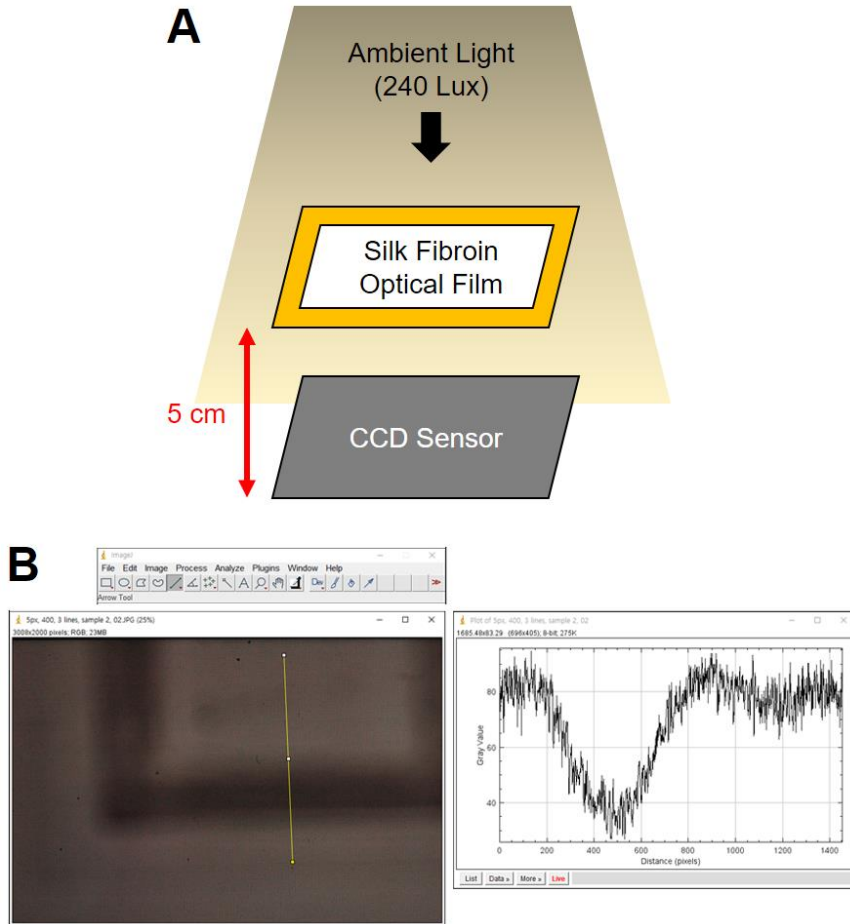 A
Ambient Light
(240 Lux)
Silk Fibroin
Optical Film
5 cm
CCD Sensor
B
ImageJ
File Edit Image Process Analyze Plugins Window Help
A Dev
Arrow Tool
5px, 400, 3 lines, sample 2, 02.JPG (25%)
3008x2000 pixels; RGB; 23MB
Plot of 5px, 400, 3 lines, sample 2, 02
1685.48x83.29 (696x405); 8-bit; 275K
80
60
40
Gray Value
0 200 400 600 800 1000 1200 1400
Distance (pixels)
List Data » More » Live